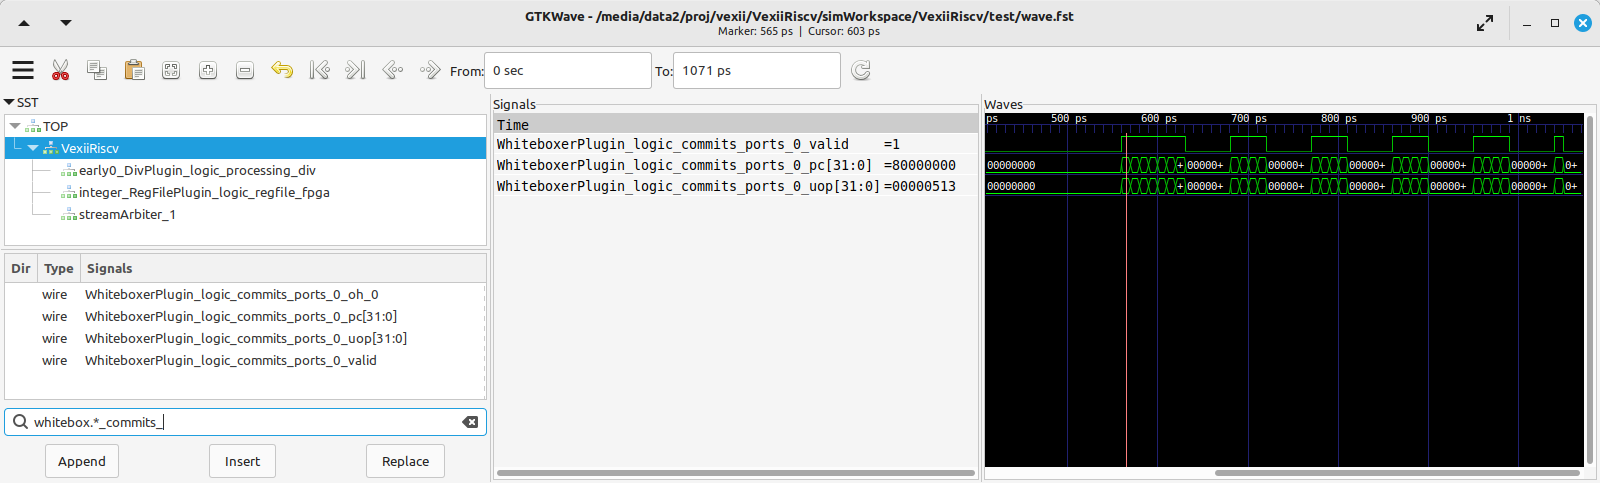 GTKWave - /media/data2/proj/vexii/VexiiRiscv/simWorkspace/VexiiRiscv/test/wave.fst
Marker: 565 ps | Cursor: 603 ps
From: 0 sec To: 1071 ps
SST
TOP
VexiiRiscv
early0_DivPlugin_logic_processing_div
integer_RegFilePlugin_logic_regfile_fpga
streamArbiter_1
Dir Type Signals
wire WhiteboxerPlugin_logic_commits_ports_0_oh_0
wire WhiteboxerPlugin_logic_commits_ports_0_pc[31:0]
wire WhiteboxerPlugin_logic_commits_ports_0_uop[31:0]
wire WhiteboxerPlugin_logic_commits_ports_0_valid
whitebox.*_commits_
Append Insert Replace
Signals
Time
WhiteboxerPlugin_logic_commits_ports_0_valid =1
WhiteboxerPlugin_logic_commits_ports_0_pc[31:0] =80000000
WhiteboxerPlugin_logic_commits_ports_0_uop[31:0] =00000513
Waves
ps 500 ps 600 ps 700 ps 800 ps 900 ps 1 ns
00000000 + 00000+ 00000+ 00000+ 00000+ 00000+ 0+
00000000 + 00000+ 00000+ 00000+ 00000+ 00000+ 0+